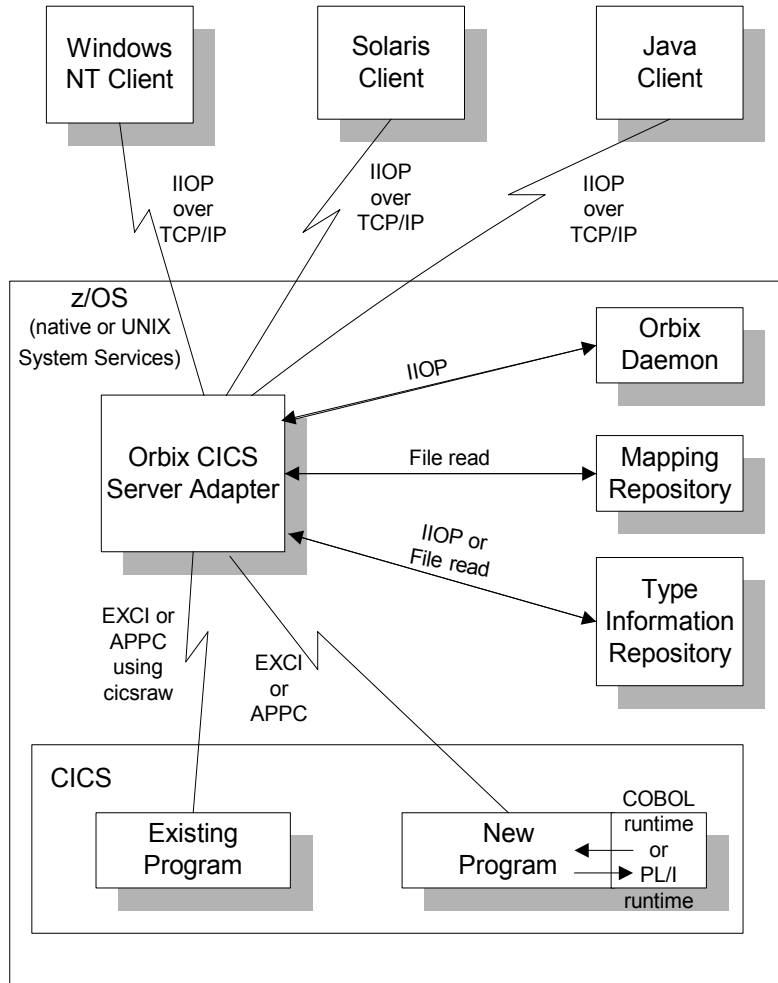 Windows
NT Client
Solaris
Client
Java
Client
IIOP
over
TCP/IP
IIOP
over
TCP/IP
IIOP
over
TCP/IP
z/OS
(native or UNIX
System Services)
Orbix
Daemon
IIOP
Orbix CICS
Server Adapter
File read
Mapping
Repository
IIOP or
File read
Type
Information
Repository
EXCI or
APPC
using
cicsraw
EXCI
or
APPC
CICS
Existing
Program
New
Program
COBOL
runtime
or
PL/I
runtime